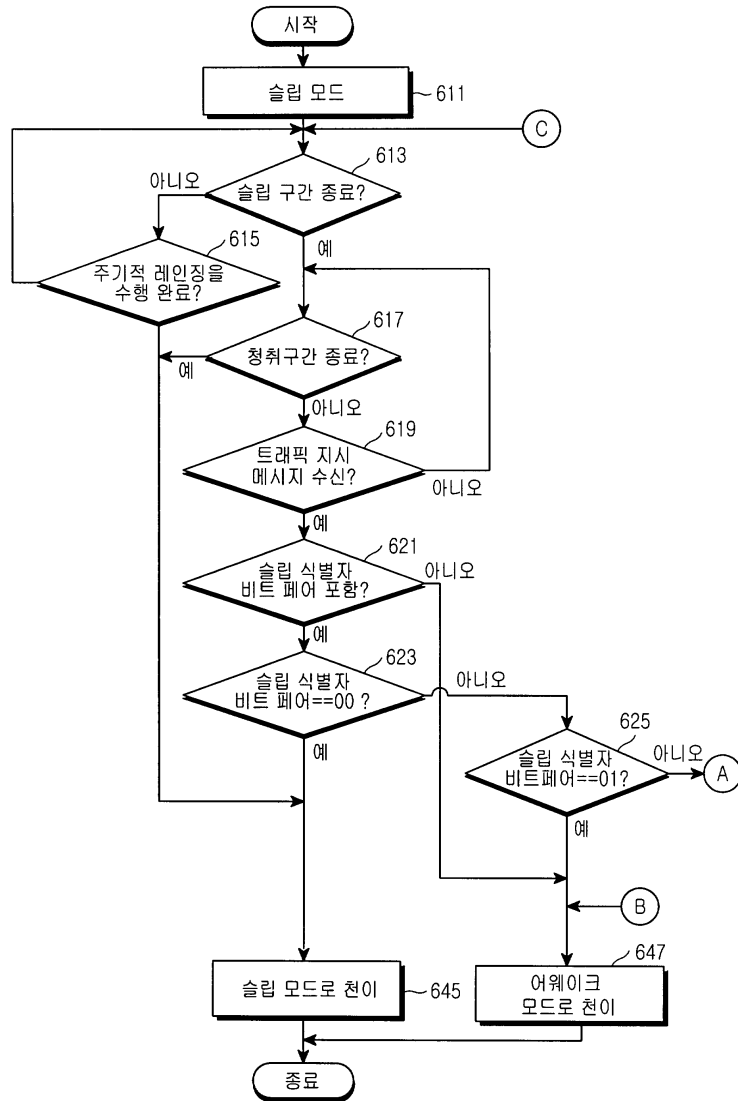 시작
슬립 모드
611
C
613
슬립 구간 종료?
아니오
예
615
주기적 레인징을
수행 완료?
617
청취구간 종료?
예
아니오
619
트래픽 지시
메시지 수신?
아니오
예
621
슬립 식별자
비트 페어 포함?
아니오
예
623
슬립 식별자
비트 페어==00 ?
아니오
예
625
슬립 식별자
비트페어==01?
아니오
A
예
B
슬립 모드로 천이
645
647
어웨이크
모드로 천이
종료